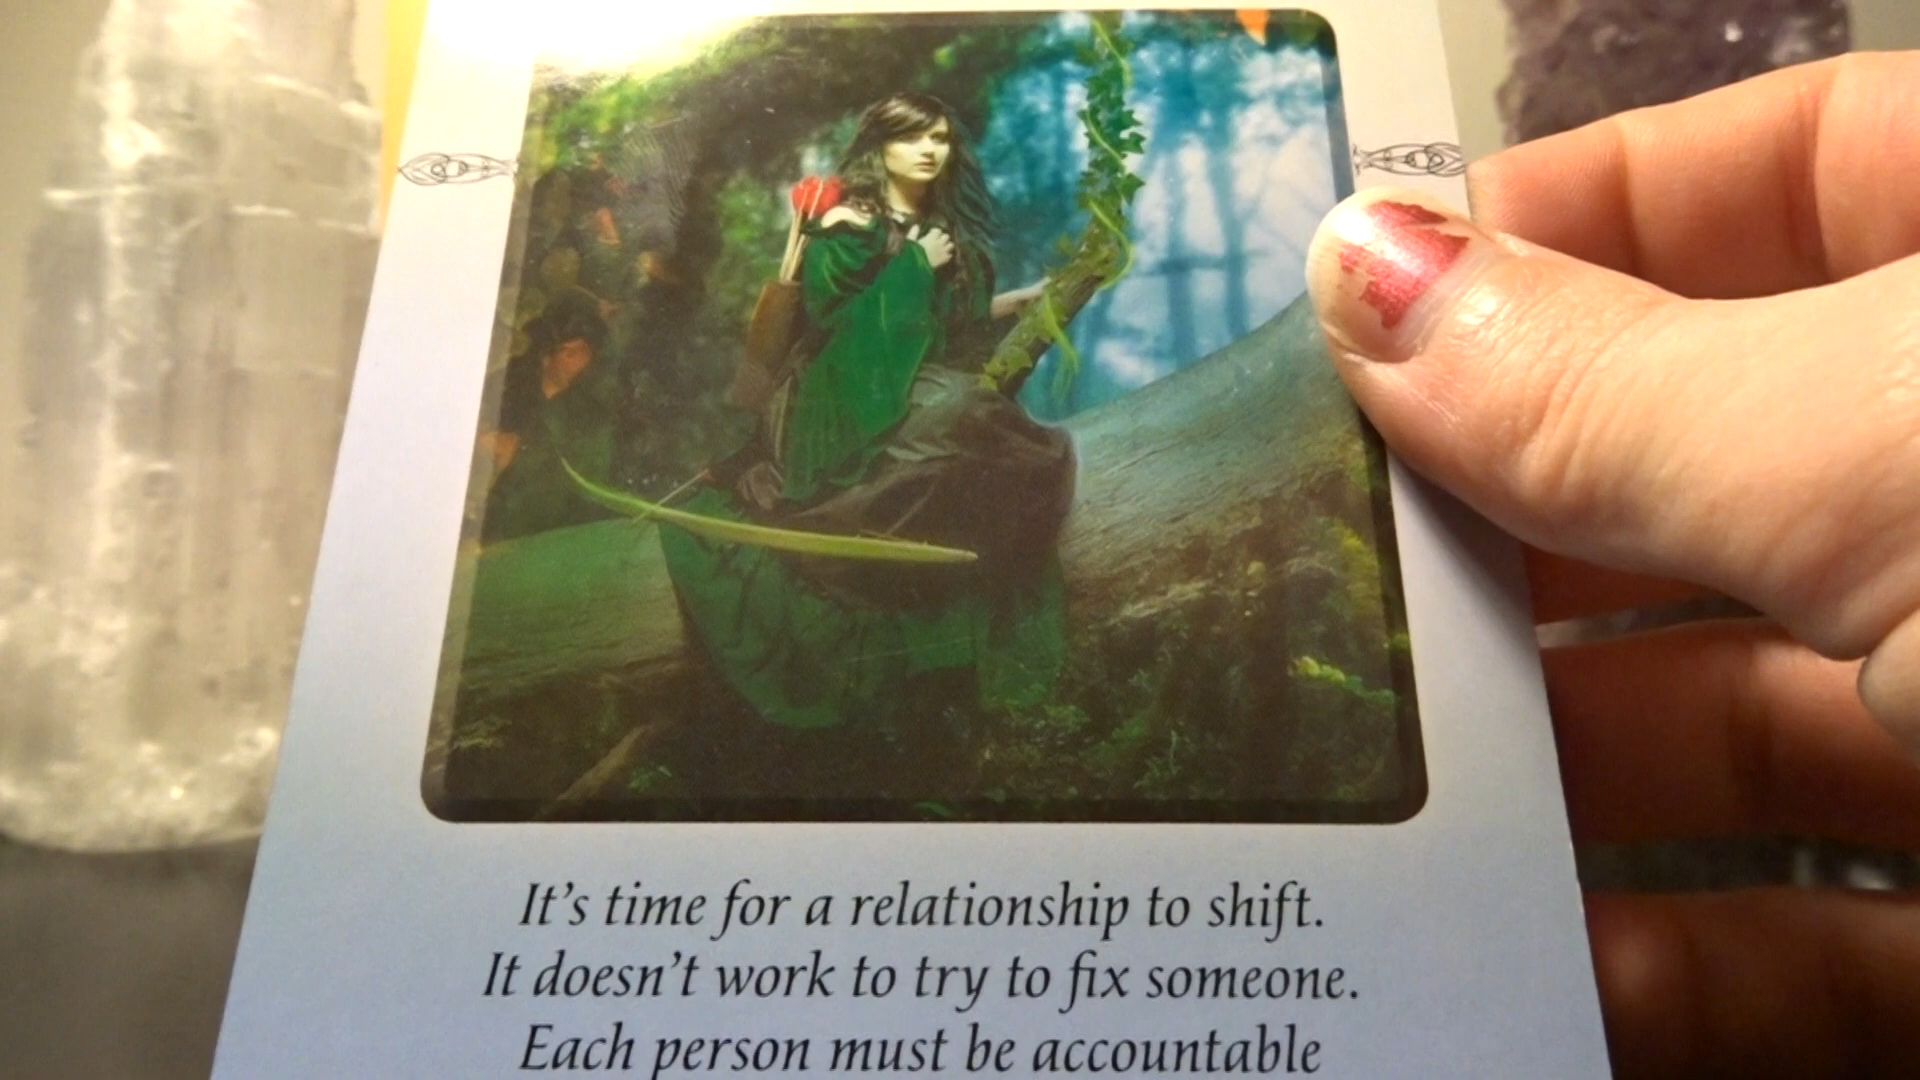 It's time for a relationship to shift.
It doesn't work to try to fix someone.
Each person must be accountable